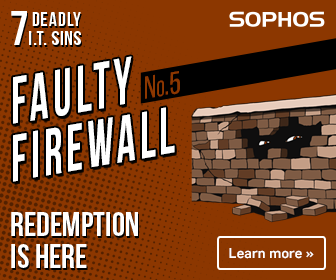 7 DEADLY
I.T. SINS
SOPHOS
FAULTY
No.5
FIREWALL
REDEMPTION
IS HERE
Learn more »